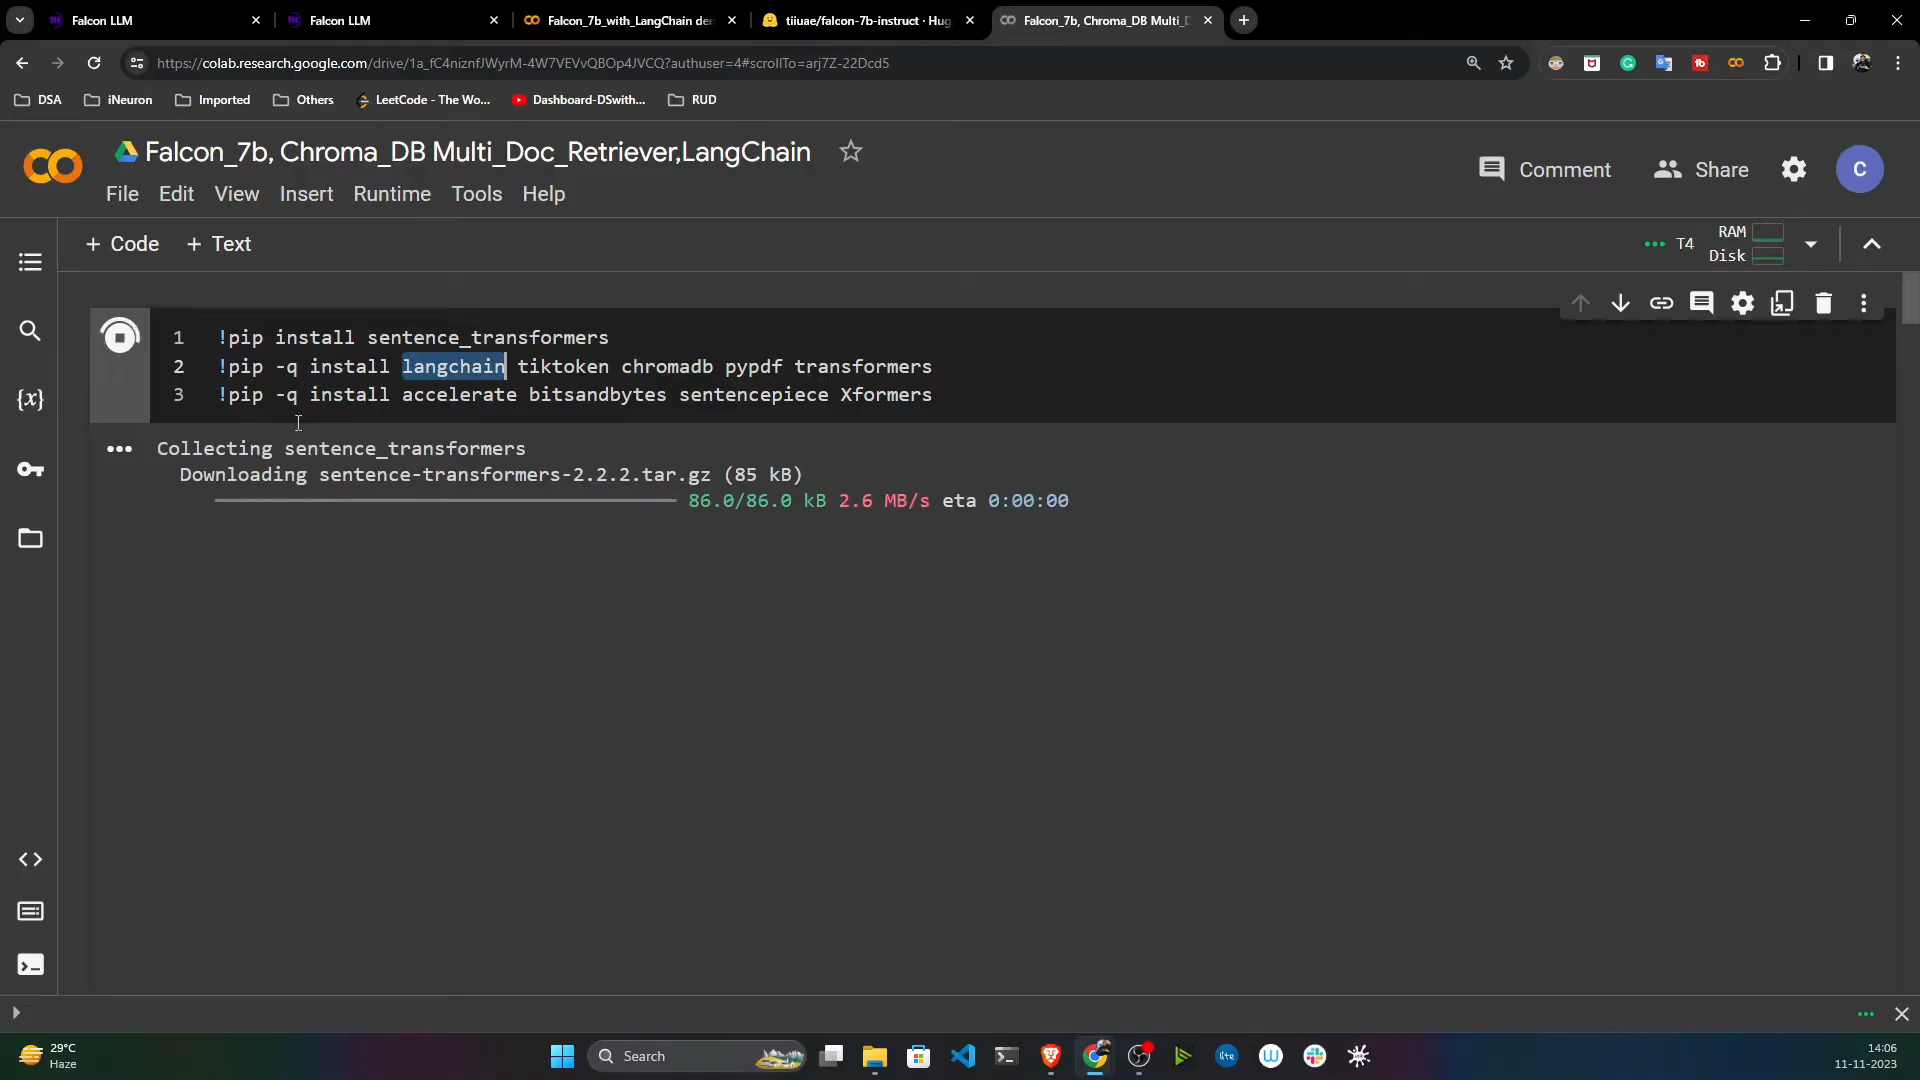 Falcon LLM
Falcon LLM
Falcon_7b_with_LangChain de
tiiuae/falcon-7b-instruct · Hug
Falcon_7b, Chroma_DB Multi_D
https://colab.research.google.com/drive/1a_fC4niznfJWyrM-4W7VEVvQBOp4JVCQ?authuser=4#scrollTo=arj7Z-22Dcd5
DSA
iNeuron
Imported
Others
LeetCode - The Wo...
Dashboard-DSwith...
RUD
Falcon_7b, Chroma_DB Multi_Doc_Retriever,LangChain
Comment
Share
C
File Edit View Insert Runtime Tools Help
+ Code + Text
T4
RAM
Disk
1 !pip install sentence_transformers
2 !pip -q install langchain tiktoken chromadb pypdf transformers
3 !pip -q install accelerate bitsandbytes sentencepiece Xformers
Collecting sentence_transformers
Downloading sentence-transformers-2.2.2.tar.gz (85 kB)
86.0/86.0 kB 2.6 MB/s eta 0:00:00
{x}
29°C
Haze
Search
lite
W
14:06
11-11-2023